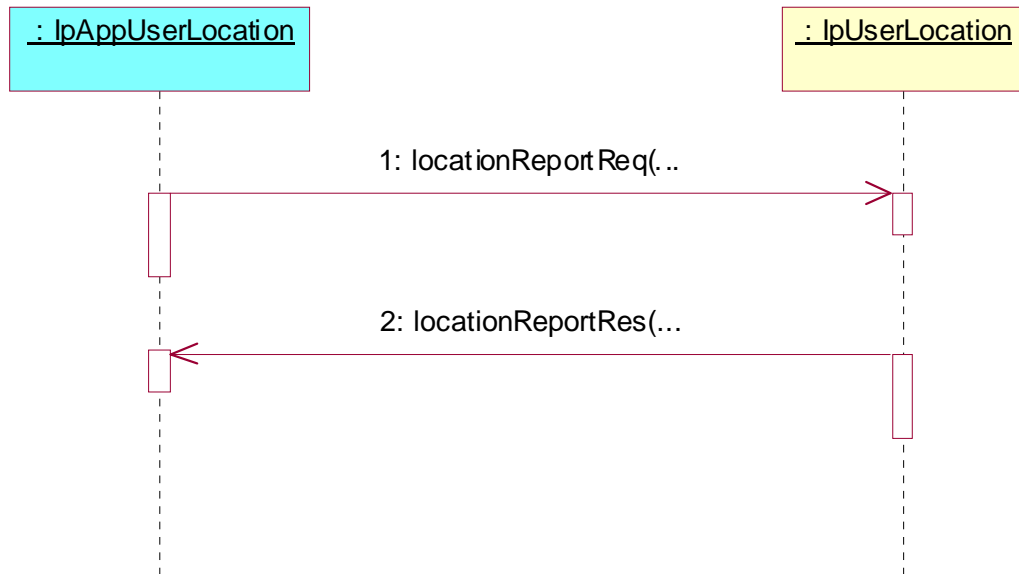 : IpAppUserLocation
: IpUserLocation
1: locationReportReq(...
2: locationReportRes(...